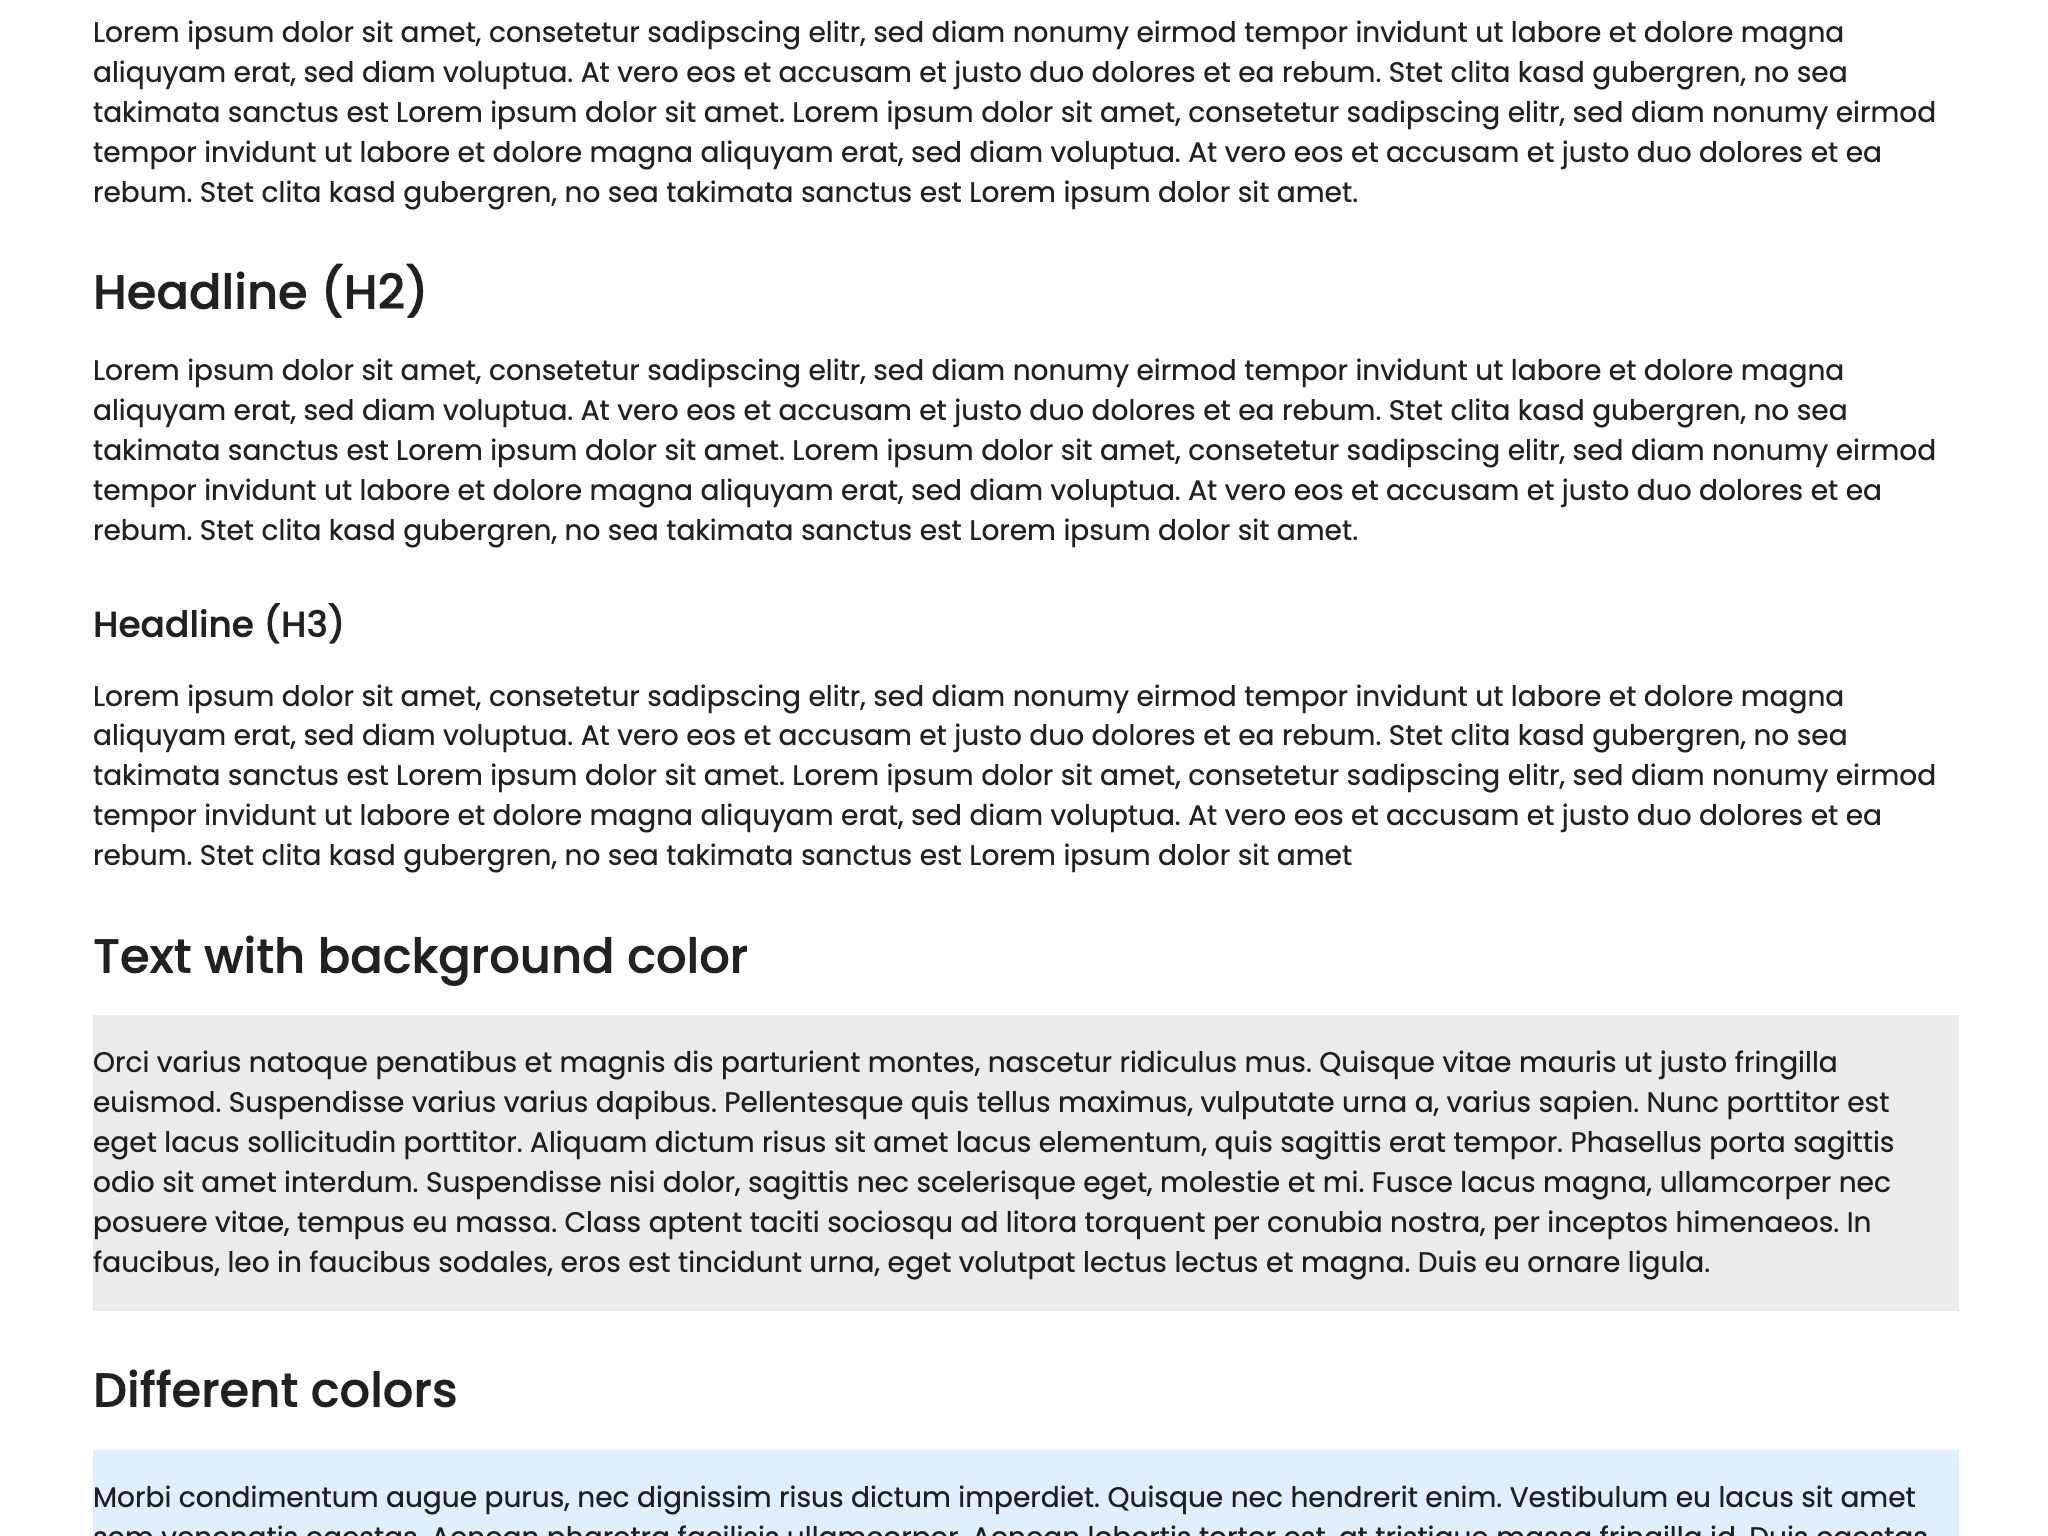 Lorem ipsum dolor sit amet, consetetur sadipscing elitr, sed diam nonumy eirmod tempor invidunt ut labore et dolore magna
aliquyam erat, sed diam voluptua. At vero eos et accusam et justo duo dolores et ea rebum. Stet clita kasd gubergren, no sea
takimata sanctus est Lorem ipsum dolor sit amet. Lorem ipsum dolor sit amet, consetetur sadipscing elitr, sed diam nonumy eirmod
tempor invidunt ut labore et dolore magna aliquyam erat, sed diam voluptua. At vero eos et accusam et justo duo dolores et ea
rebum. Stet clita kasd gubergren, no sea takimata sanctus est Lorem ipsum dolor sit amet.
Headline (H2)
Lorem ipsum dolor sit amet, consetetur sadipscing elitr, sed diam nonumy eirmod tempor invidunt ut labore et dolore magna
aliquyam erat, sed diam voluptua. At vero eos et accusam et justo duo dolores et ea rebum. Stet clita kasd gubergren, no sea
takimata sanctus est Lorem ipsum dolor sit amet. Lorem ipsum dolor sit amet, consetetur sadipscing elitr, sed diam nonumy eirmod
tempor invidunt ut labore et dolore magna aliquyam erat, sed diam voluptua. At vero eos et accusam et justo duo dolores et ea
rebum. Stet clita kasd gubergren, no sea takimata sanctus est Lorem ipsum dolor sit amet.
Headline (H3)
Lorem ipsum dolor sit amet, consetetur sadipscing elitr, sed diam nonumy eirmod tempor invidunt ut labore et dolore magna
aliquyam erat, sed diam voluptua. At vero eos et accusam et justo duo dolores et ea rebum. Stet clita kasd gubergren, no sea
takimata sanctus est Lorem ipsum dolor sit amet. Lorem ipsum dolor sit amet, consetetur sadipscing elitr, sed diam nonumy eirmod
tempor invidunt ut labore et dolore magna aliquyam erat, sed diam voluptua. At vero eos et accusam et justo duo dolores et ea
rebum. Stet clita kasd gubergren, no sea takimata sanctus est Lorem ipsum dolor sit amet
Text with background color
Orci varius natoque penatibus et magnis dis parturient montes, nascetur ridiculus mus. Quisque vitae mauris ut justo fringilla
euismod. Suspendisse varius varius dapibus. Pellentesque quis tellus maximus, vulputate urna a, varius sapien. Nunc porttitor est
eget lacus sollicitudin porttitor. Aliquam dictum risus sit amet lacus elementum, quis sagittis erat tempor. Phasellus porta sagittis
odio sit amet interdum. Suspendisse nisi dolor, sagittis nec scelerisque eget, molestie et mi. Fusce lacus magna, ullamcorper nec
posuere vitae, tempus eu massa. Class aptent taciti sociosqu ad litora torquent per conubia nostra, per inceptos himenaeos. In
faucibus, leo in faucibus sodales, eros est tincidunt urna, eget volutpat lectus lectus et magna. Duis eu ornare ligula.
Different colors
Morbi condimentum augue purus, nec dignissim risus dictum imperdiet. Quisque nec hendrerit enim. Vestibulum eu lacus sit amet
sem venenatis egestas. Aenean pharetra facilisis ullamcorper. Aenean lobortis tortor est, at tristique massa fringilla id. Duis egestas